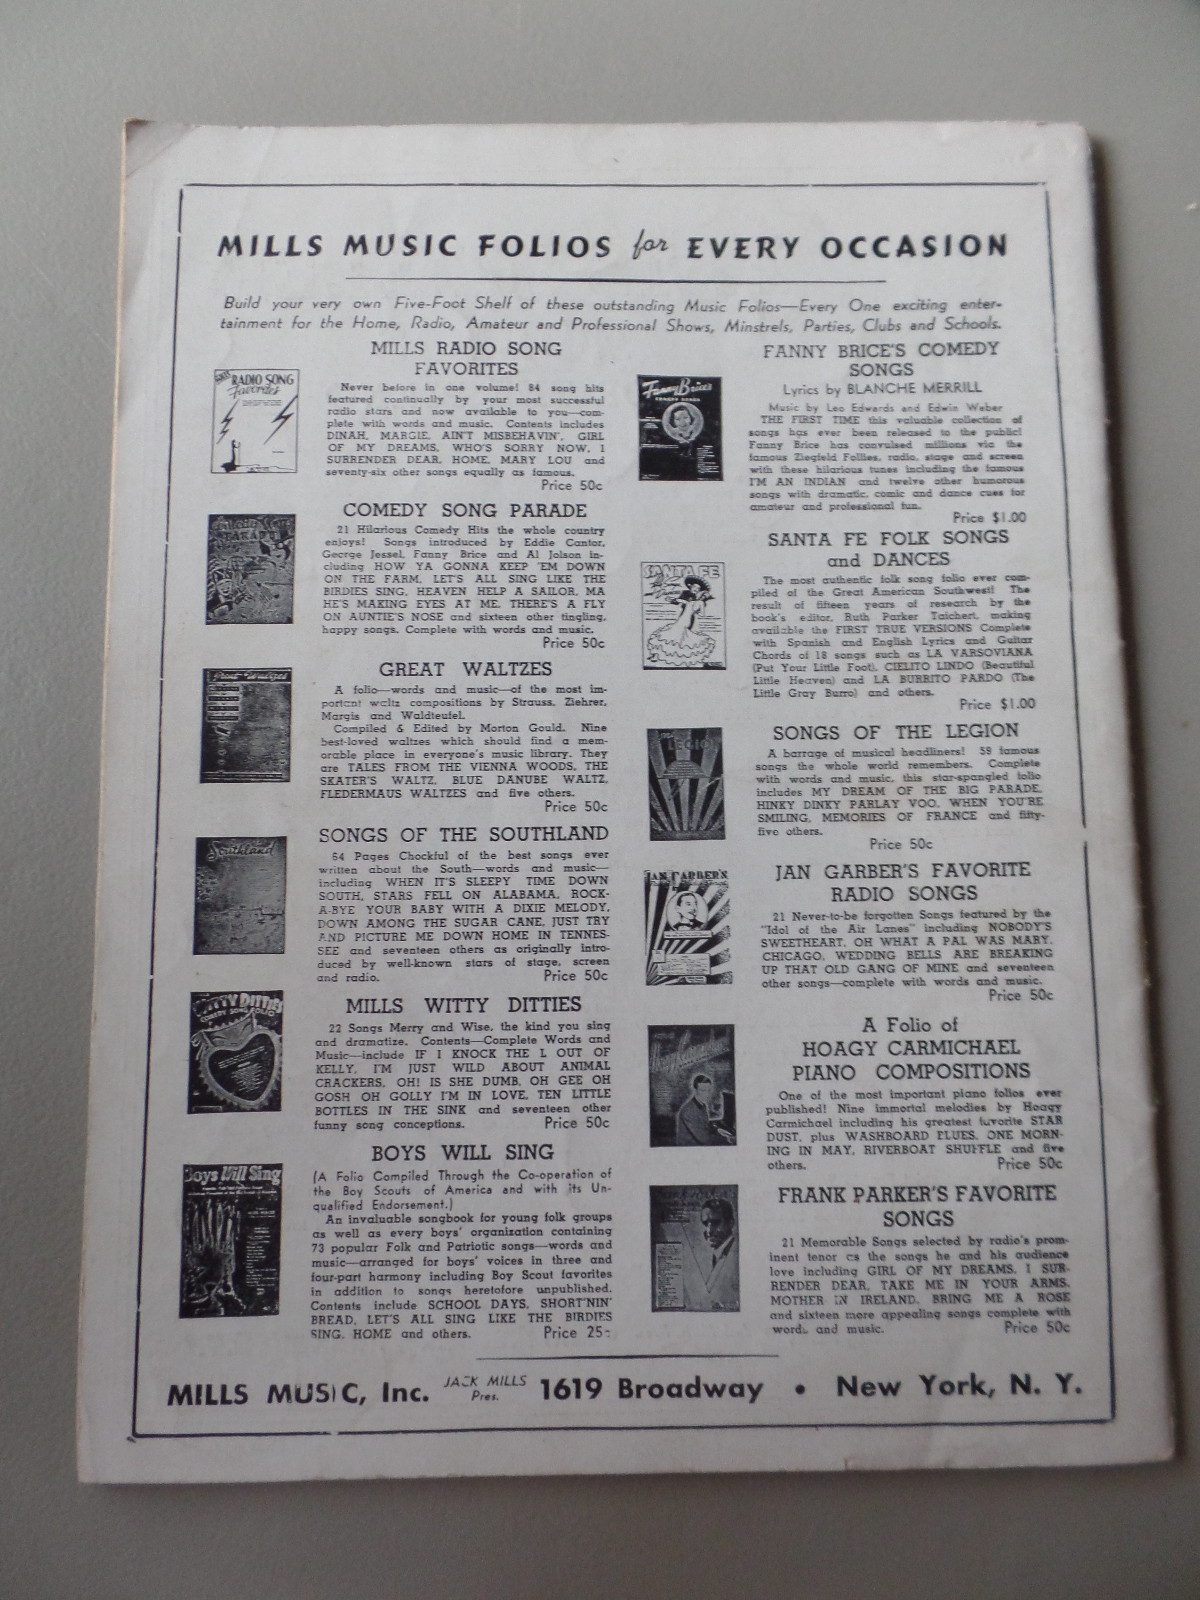 MILLS MUSIC FOLIOS for EVERY OCCASION
Build your very own Five-Foot Shelf of these outstanding Music Folios—Every One exciting enter-
tainment for the Home, Radio, Amateur and Professional Shows, Minstrels, Parties, Clubs and Schools.
RADIO SONG
Favorites
MILLS RADIO SONG
FAVORITES
Never before in one volume! 84 song hits
featured continually by your most successful
radio stars and now available to you—com-
plete with words and music. Contents includes
DINAH, MARGIE, AIN'T MISBEHAVIN', GIRL
OF MY DREAMS, WHO'S SORRY NOW, I
SURRENDER DEAR, HOME, MARY LOU and
seventy-six other songs equally as famous.
Price 50c
COMEDY SONG PARADE
21 Hilarious Comedy Hits the whole country
enjoys! Songs introduced by Eddie Cantor,
George Jessel, Fanny Brice and Al Jolson in-
cluding HOW YA GONNA KEEP 'EM DOWN
ON THE FARM, LET'S ALL SING LIKE THE
BIRDIES SING, HEAVEN HELP A SAILOR, MA
HE'S MAKING EYES AT ME, THERE'S A FLY
ON AUNTIE'S NOSE and sixteen other tingling,
happy songs. Complete with words and music.
Price 50c
GREAT WALTZES
A folio—words and music—of the most im-
portant waltz compositions by Strauss, Ziehrer,
Margis and Waldteufel.
Compiled & Edited by Morton Gould. Nine
best-loved waltzes which should find a mem-
orable place in everyone's music library. They
are TALES FROM THE VIENNA WOODS, THE
SKATER'S WALTZ, BLUE DANUBE WALTZ,
FLEDERMAUS WALTZES and five others.
Price 50c
Southland
SONGS OF THE SOUTHLAND
64 Pages Chockful of the best songs ever
written about the South—words and music—
including WHEN IT'S SLEEPY TIME DOWN
SOUTH, STARS FELL ON ALABAMA, ROCK-
A-BYE YOUR BABY WITH A DIXIE MELODY,
DOWN AMONG THE SUGAR CANE, JUST TRY
AND PICTURE ME DOWN HOME IN TENNES-
SEE and seventeen others as originally intro-
duced by well-known stars of stage, screen
and radio. Price 50c
WITTY DITTIES
COMEDY SONG FOLIO
MILLS WITTY DITTIES
22 Songs Merry and Wise, the kind you sing
and dramatize. Contents—Complete Words and
Music—include IF I KNOCK THE L OUT OF
KELLY, I'M JUST WILD ABOUT ANIMAL
CRACKERS, OH! IS SHE DUMB, OH GEE OH
GOSH OH GOLLY I'M IN LOVE, TEN LITTLE
BOTTLES IN THE SINK and seventeen other
funny song conceptions. Price 50c
Boys Will Sing
BOYS WILL SING
(A Folio Compiled Through the Co-operation of
the Boy Scouts of America and with its Un-
qualified Endorsement.)
An invaluable songbook for young folk groups
as well as every boys' organization containing
73 popular Folk and Patriotic songs—words and
music—arranged for boys' voices in three and
four-part harmony including Boy Scout favorites
in addition to songs heretofore unpublished.
Contents include SCHOOL DAYS, SHORT'NIN'
BREAD, LET'S ALL SING LIKE THE BIRDIES
SING, HOME and others. Price 25c
Fanny Brice's
COMEDY SONGS
FANNY BRICE'S COMEDY
SONGS
Lyrics by BLANCHE MERRILL
Music by Leo Edwards and Edwin Weber
THE FIRST TIME this valuable collection of
songs has ever been released to the public!
Fanny Brice has convulsed millions via the
famous Ziegfeld Follies, radio, stage and screen
with these hilarious tunes including the famous
I'M AN INDIAN and twelve other humorous
songs with dramatic, comic and dance cues for
amateur and professional fun.
Price $1.00
SANTA FE
SANTA FE FOLK SONGS
and DANCES
The most authentic folk song folio ever com-
piled of the Great American Southwest! The
result of fifteen years of research by the
book's editor, Ruth Parker Taichert, making
available the FIRST TRUE VERSIONS Complete
with Spanish and English Lyrics and Guitar
Chords of 18 songs such as LA VARSOVIANA
(Put Your Little Foot), CIELITO LINDO (Beautiful
Little Heaven) and LA BURRITO PARDO (The
Little Gray Burro) and others.
Price $1.00
LEGION
SONGS OF THE LEGION
A barrage of musical headliners! 59 famous
songs the whole world remembers. Complete
with words and music, this star-spangled folio
includes MY DREAM OF THE BIG PARADE,
HINKY DINKY PARLAY VOO, WHEN YOU'RE
SMILING, MEMORIES OF FRANCE and fifty-
five others.
Price 50c
JAN GARBER'S
JAN GARBER'S FAVORITE
RADIO SONGS
21 Never-to-be forgotten Songs featured by the
"Idol of the Air Lanes" including NOBODY'S
SWEETHEART, OH WHAT A PAL WAS MARY,
CHICAGO, WEDDING BELLS ARE BREAKING
UP THAT OLD GANG OF MINE and seventeen
other songs—complete with words and music.
Price 50c
A Folio of
HOAGY CARMICHAEL
PIANO COMPOSITIONS
One of the most important piano folios ever
published! Nine immortal melodies by Hoagy
Carmichael including his greatest favorite STAR
DUST, plus WASHBOARD BLUES, ONE MORN-
ING IN MAY, RIVERBOAT SHUFFLE and five
others. Price 50c
FRANK PARKER'S FAVORITE
SONGS
21 Memorable Songs selected by radio's prom-
inent tenor as the songs he and his audience
love including GIRL OF MY DREAMS, I SUR-
RENDER DEAR, TAKE ME IN YOUR ARMS,
MOTHER IN IRELAND, BRING ME A ROSE
and sixteen more appealing songs complete with
words and music. Price 50c
MILLS MUSIC, Inc. JACK MILLS Pres. 1619 Broadway • New York, N. Y.